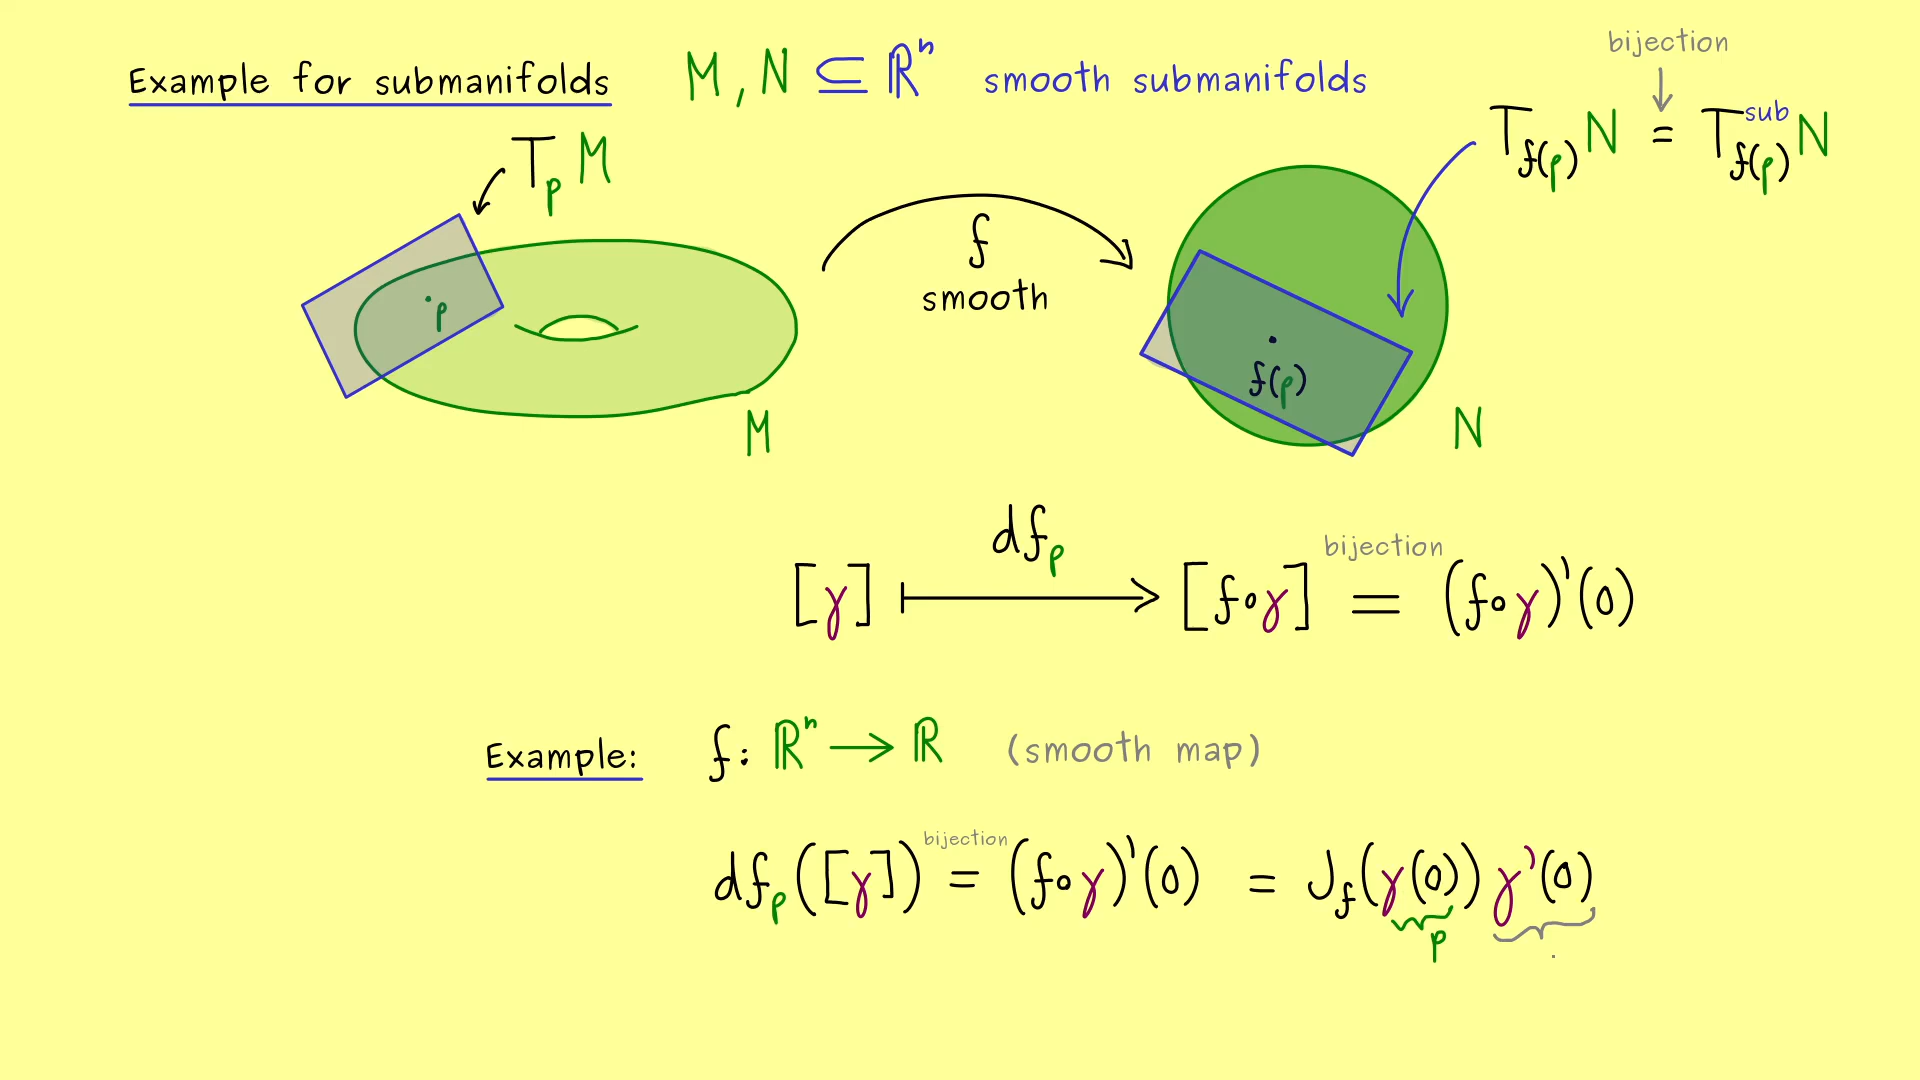 Example for submanifolds M, N ⊆ ℝⁿ smooth submanifolds
bijection
T_p M
T_{f(p)} N = T^{sub}_{f(p)} N
p
f
smooth
f(p)
M
N
df_p
[γ] ↦ [f∘γ] = (f∘γ)'(0)
bijection
Example: f: ℝⁿ → ℝ (smooth map)
bijection
df_p([γ]) = (f∘γ)'(0) = J_f(γ(0)) γ'(0)
p